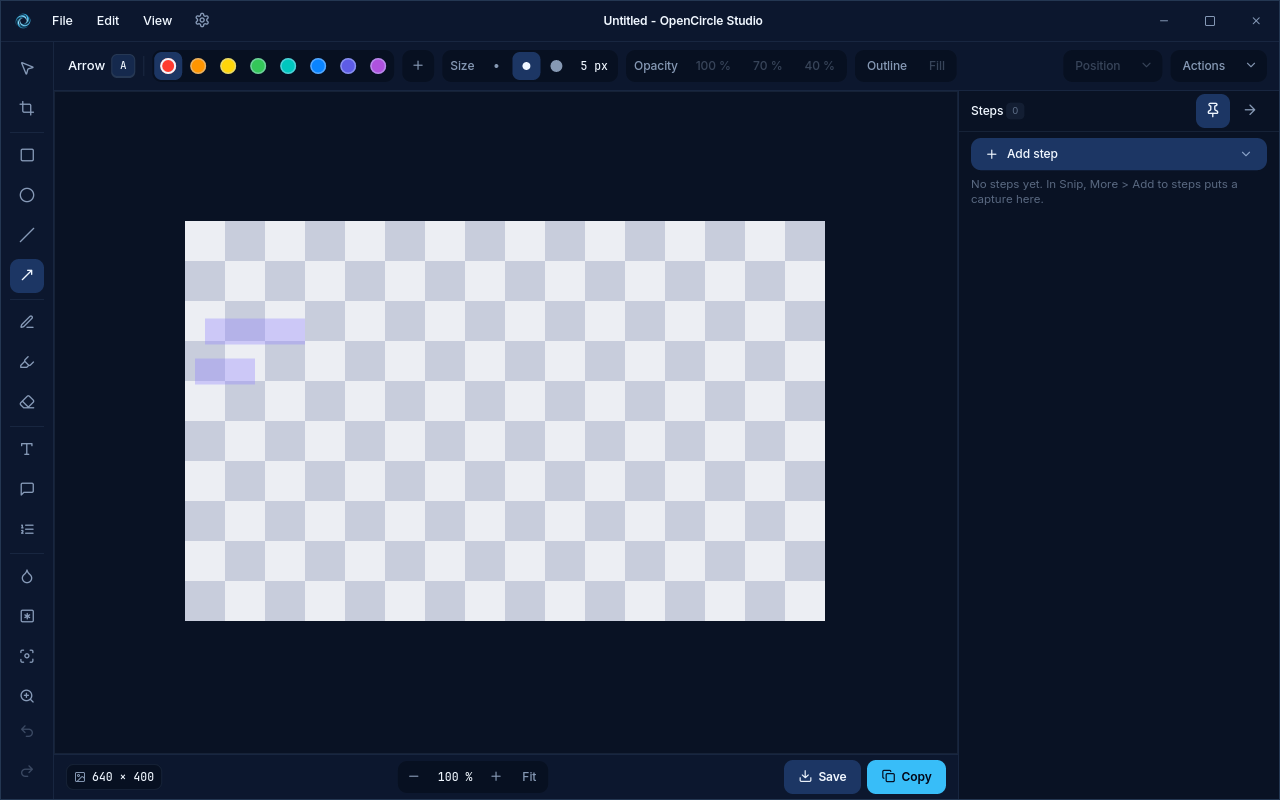 File Edit View Untitled - OpenCircle Studio
Arrow A Size 5 px Opacity 100 % 70 % 40 % Outline Fill Position Actions
Steps 0
Add step
No steps yet. In Snip, More > Add to steps puts a
capture here.
640 × 400 100 % Fit Save Copy